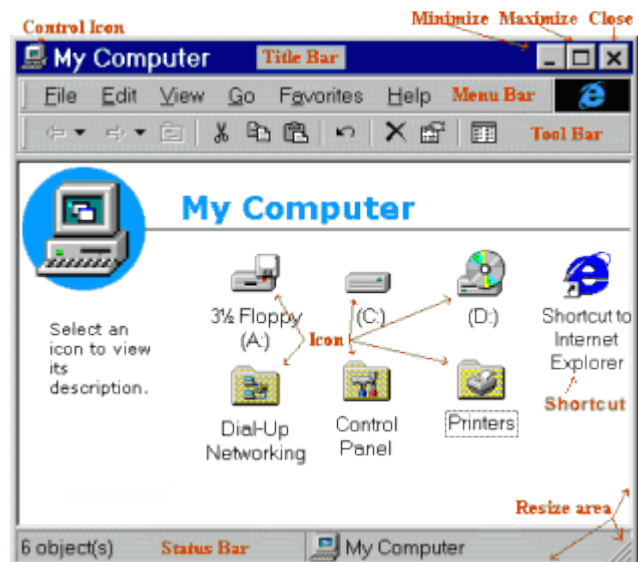 Control Icon
Minimize Maximize Close
My Computer Title Bar
File Edit View Go Favorites Help Menu Bar
Tool Bar
My Computer
Select an
icon to view
its
description.
3½ Floppy
(A:)
(C:)
(D:)
Shortcut to
Internet
Explorer
Icon
Shortcut
Dial-Up
Networking
Control
Panel
Printers
Resize area
6 object(s) Status Bar My Computer